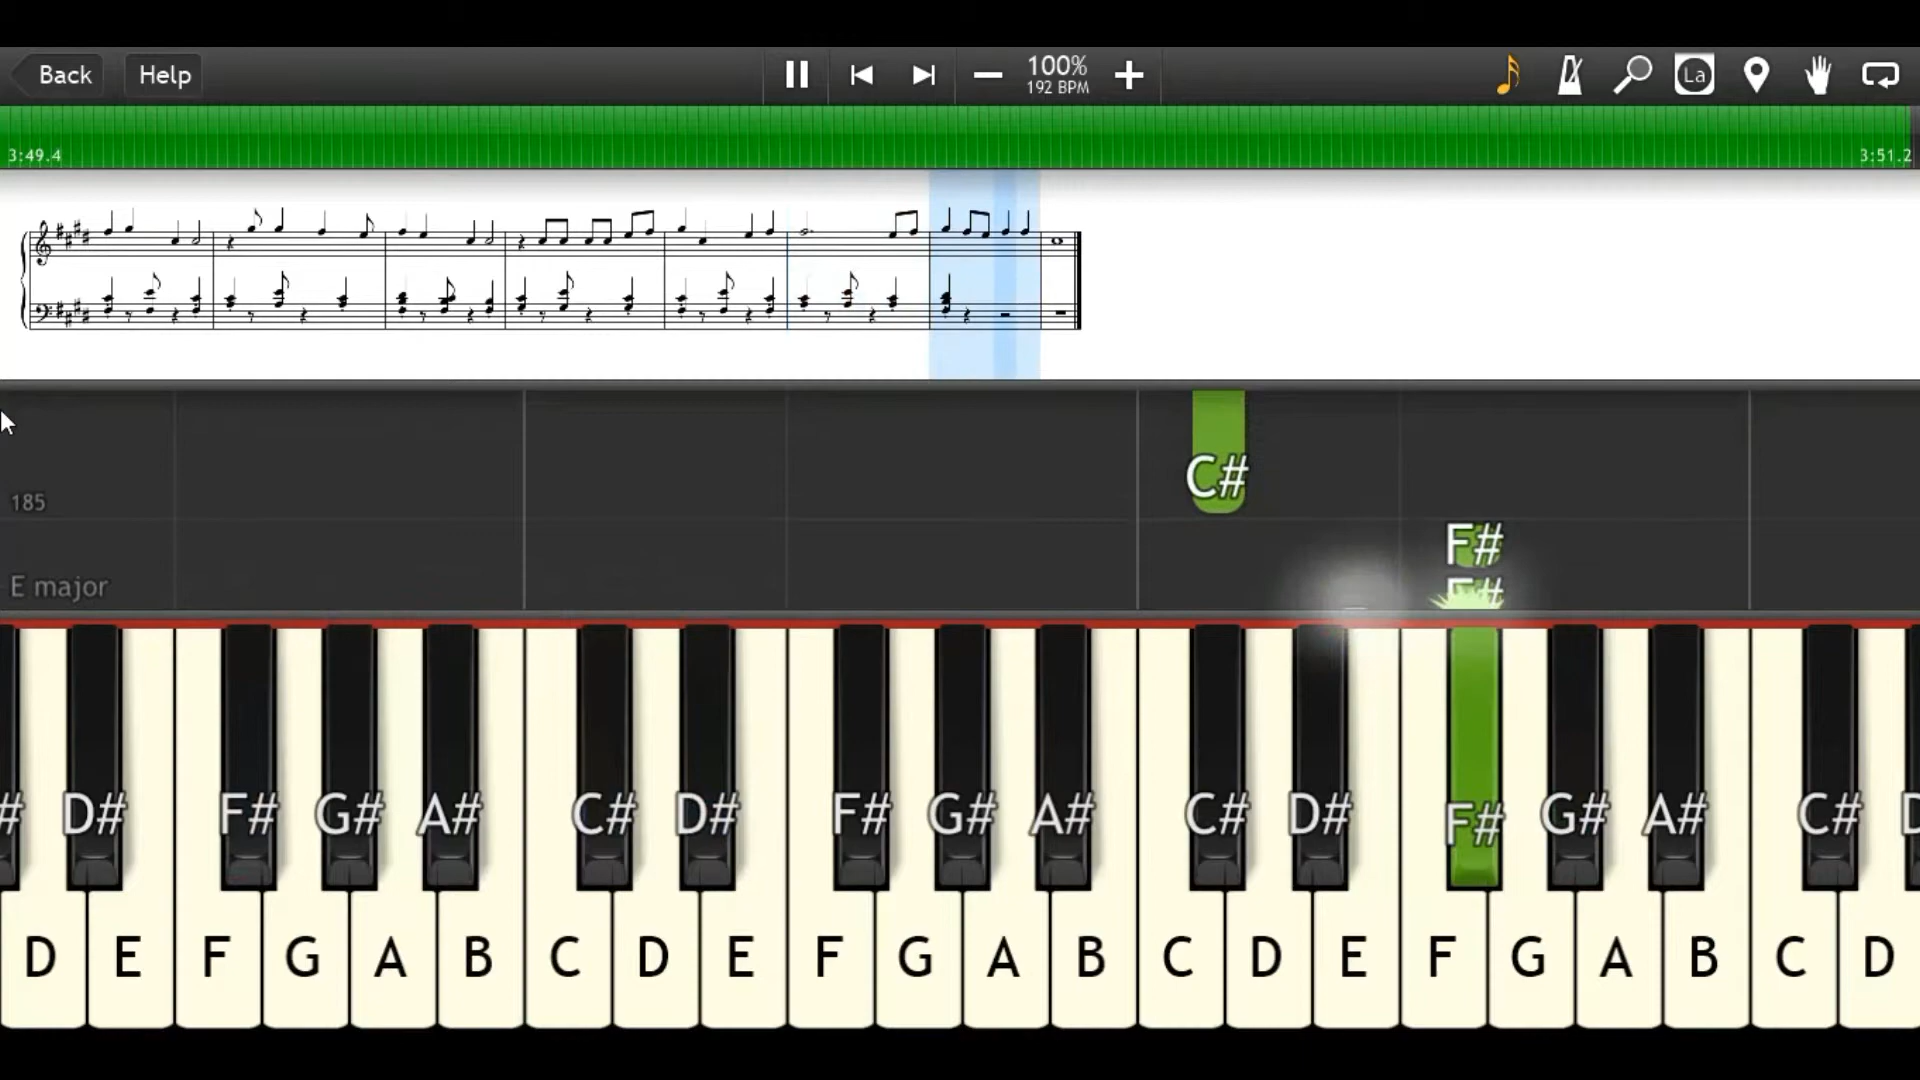 Back Help 100% La
192 BPM
3:49.4 3:51.2
C#
185
F#
F#
E major
# D# F# G# A# C# D# F# G# A# C# D# F# G# A# C# D
D E F G A B C D E F G A B C D E F G A B C D